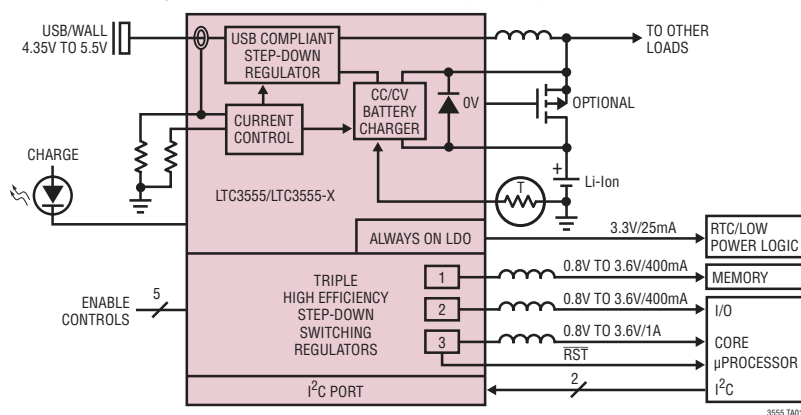 USB/WALL
4.35V TO 5.5V
USB COMPLIANT
STEP-DOWN
REGULATOR
TO OTHER
LOADS
CC/CV
BATTERY
CHARGER
0V
OPTIONAL
CURRENT
CONTROL
CHARGE
+
Li-Ion
T
LTC3555/LTC3555-X
ALWAYS ON LDO
3.3V/25mA
RTC/LOW
POWER LOGIC
TRIPLE
HIGH EFFICIENCY
STEP-DOWN
SWITCHING
REGULATORS
1
0.8V TO 3.6V/400mA
MEMORY
ENABLE
CONTROLS
5
2
0.8V TO 3.6V/400mA
I/O
3
0.8V TO 3.6V/1A
CORE
RST
µPROCESSOR
I²C PORT
2
I²C
3555 TA01